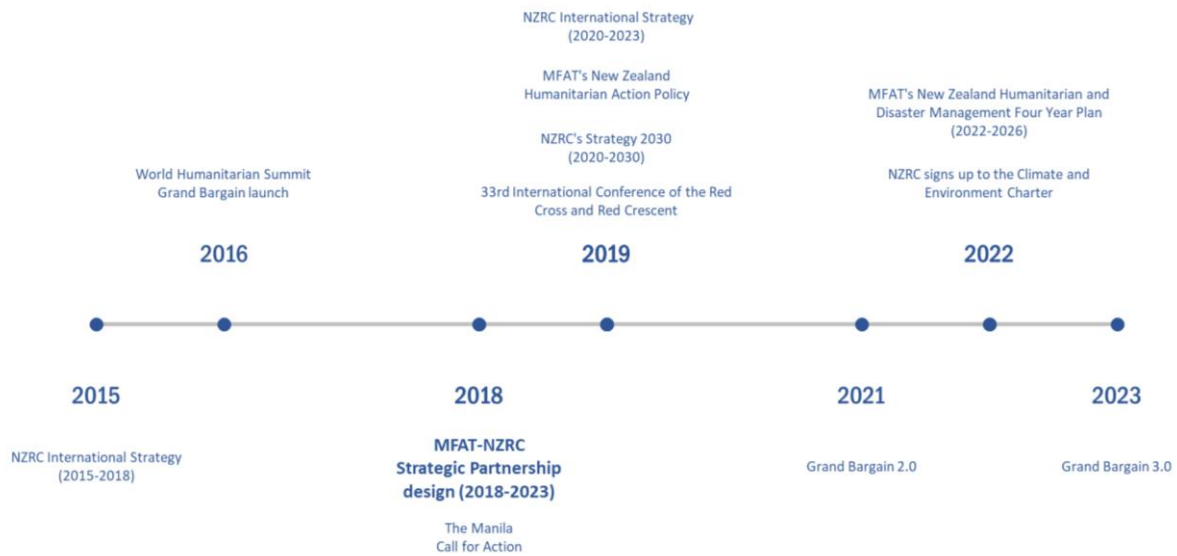 NZRC International Strategy
(2020-2023)
MFAT's New Zealand
Humanitarian Action Policy
MFAT's New Zealand Humanitarian and
Disaster Management Four Year Plan
(2022-2026)
NZRC's Strategy 2030
(2020-2030)
World Humanitarian Summit
Grand Bargain launch
33rd International Conference of the Red
Cross and Red Crescent
NZRC signs up to the Climate and
Environment Charter
2016
2019
2022
2015
2018
2021
2023
NZRC International Strategy
(2015-2018)
MFAT-NZRC
Strategic Partnership
design (2018-2023)
The Manila
Call for Action
Grand Bargain 2.0
Grand Bargain 3.0